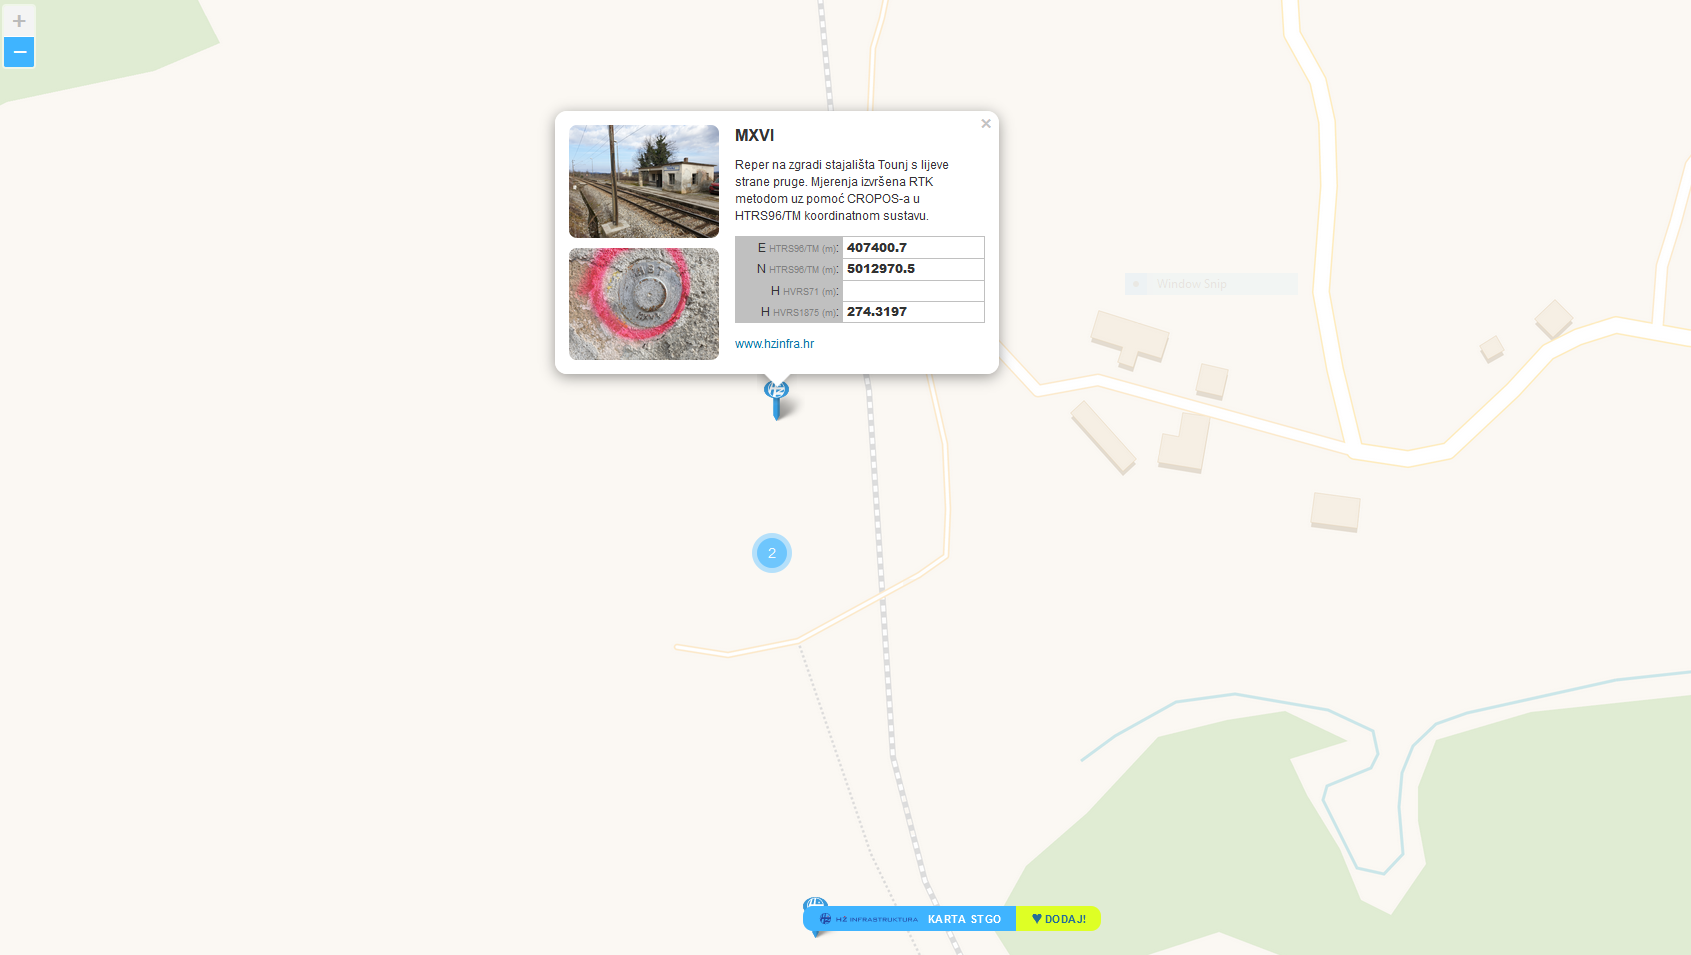 +
−
×
MXVI
Reper na zgradi stajališta Tounj s lijeve
strane pruge. Mjerenja izvršena RTK
metodom uz pomoć CROPOS-a u
HTRS96/TM koordinatnom sustavu.
E HTRS96/TM (m): 407400.7
N HTRS96/TM (m): 5012970.5
H HVRS71 (m):
H HVRS1875 (m): 274.3197
www.hzinfra.hr
MXVI
Window Snip
HŽ
2
HŽ INFRASTRUKTURA KARTA STGO ♥ DODAJ!